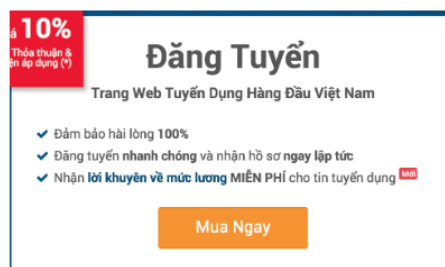 10%
Thỏa thuận &
áp dụng (*)
Đăng Tuyển
Trang Web Tuyển Dụng Hàng Đầu Việt Nam
Đảm bảo hài lòng 100%
Đăng tuyển nhanh chóng và nhận hồ sơ ngay lập tức
Nhận lời khuyên về mức lương MIỄN PHÍ cho tin tuyển dụng Mới
Mua Ngay